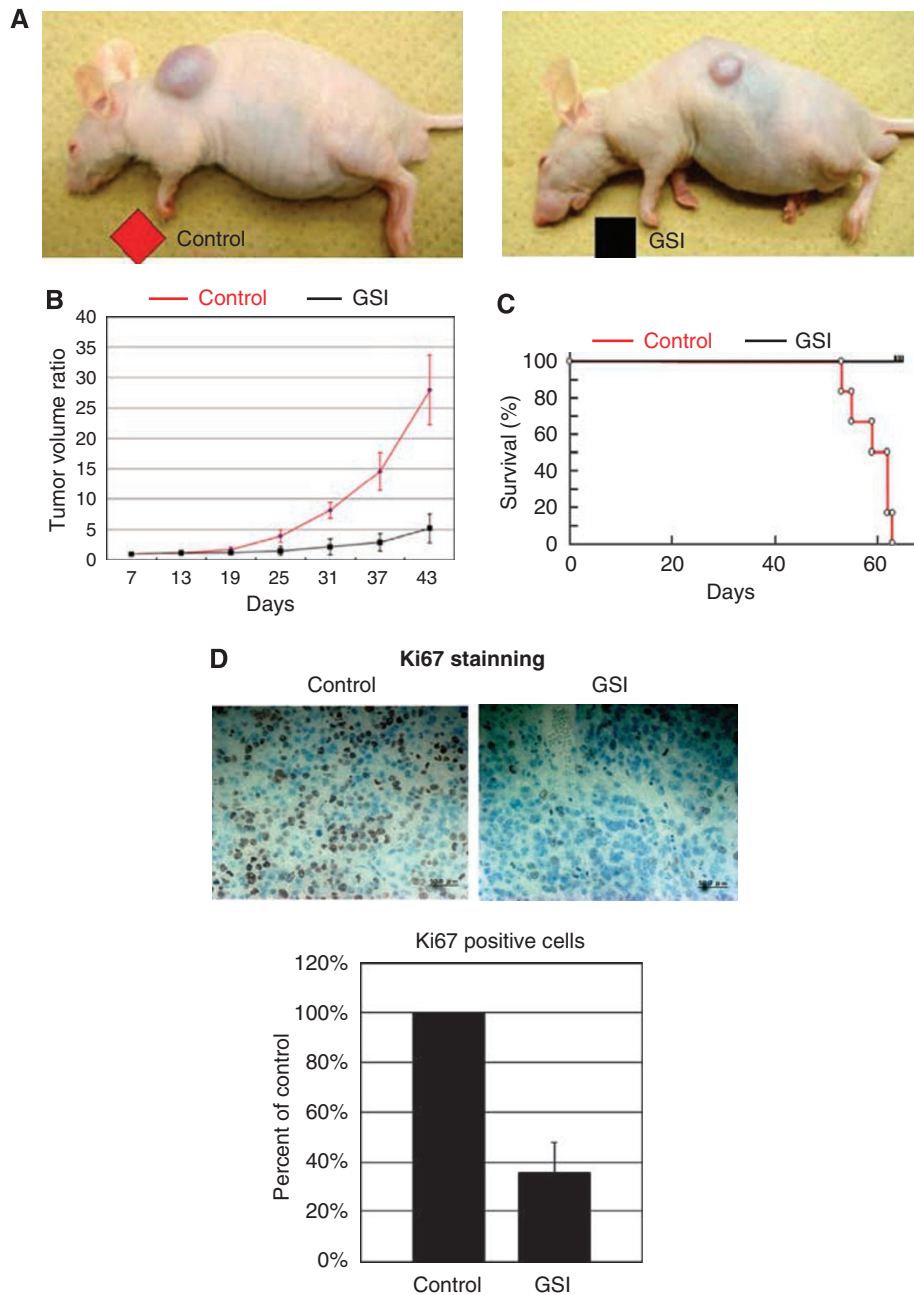 A
Control
GSI
B
Control
GSI
40
35
30
25
20
15
10
5
0
Tumor volume ratio
7 13 19 25 31 37 43
Days
C
Control
GSI
100
80
60
40
20
0
Survival (%)
0 20 40 60
Days
D
Ki67 stainning
Control GSI
Ki67 positive cells
120%
100%
80%
60%
40%
20%
0%
Percent of control
Control GSI